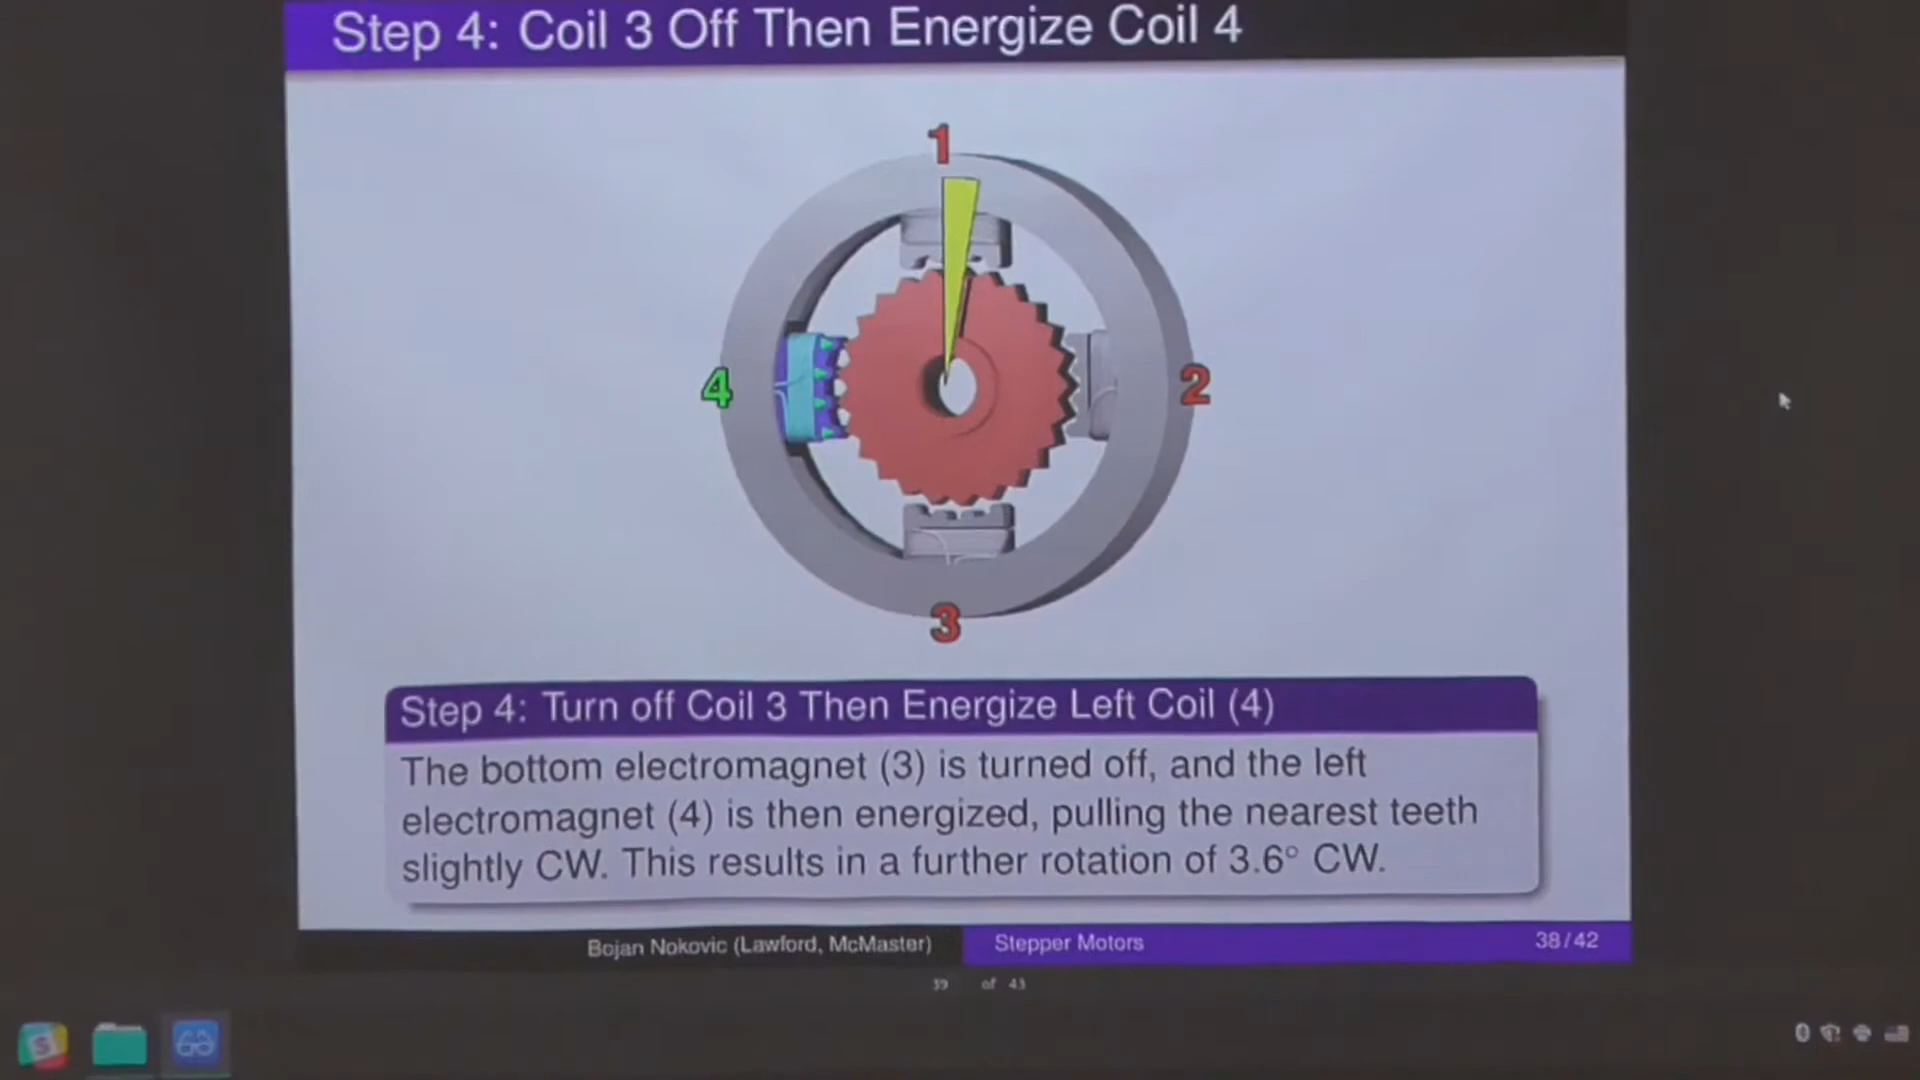 Step 4: Coil 3 Off Then Energize Coil 4
1
4
2
3
Step 4: Turn off Coil 3 Then Energize Left Coil (4)
The bottom electromagnet (3) is turned off, and the left
electromagnet (4) is then energized, pulling the nearest teeth
slightly CW. This results in a further rotation of 3.6° CW.
Bojan Nokovic (Lawford, McMaster)
Stepper Motors
38/42
39 of 43
S